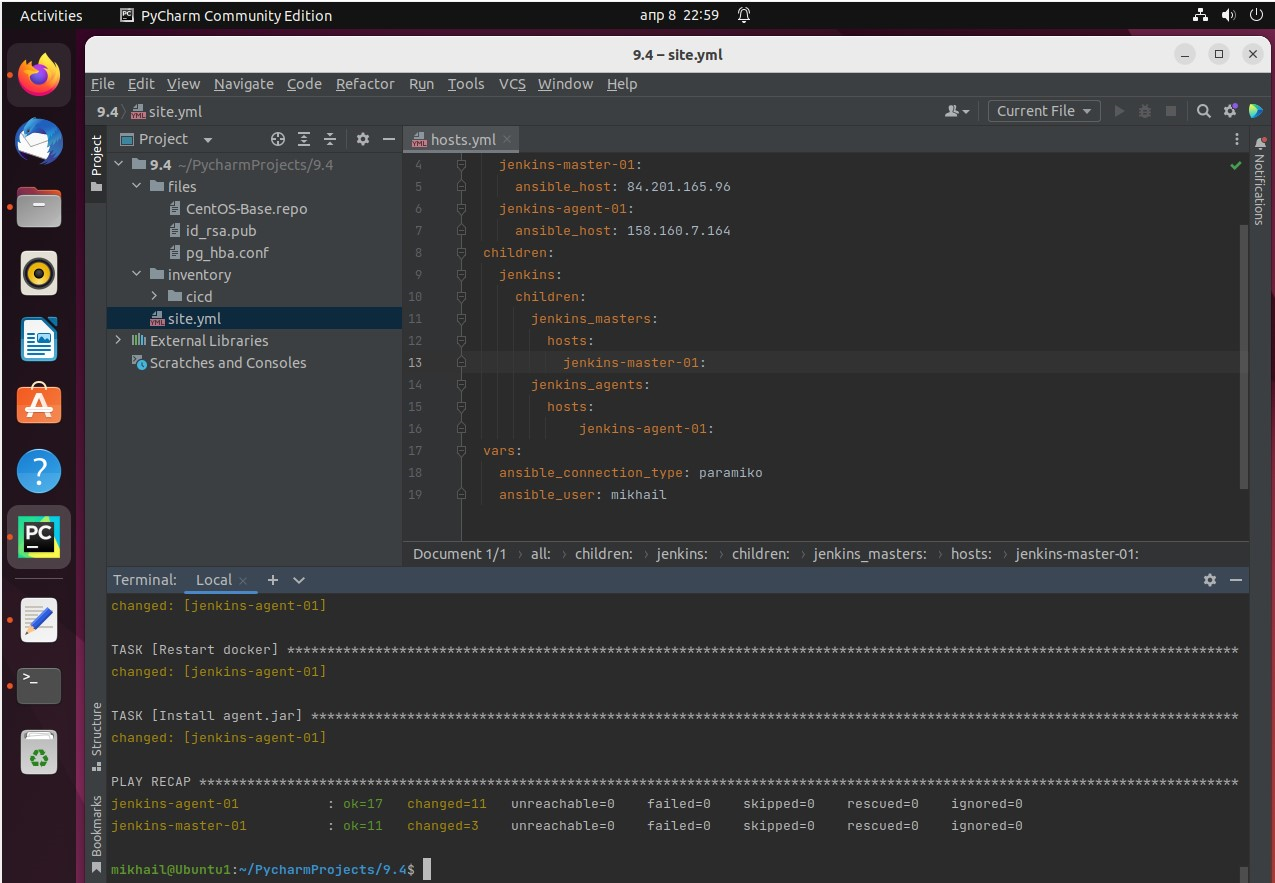 Activities PyCharm Community Edition апр 8 22:59
9.4 – site.yml
File Edit View Navigate Code Refactor Run Tools VCS Window Help
9.4 site.yml Current File
Project
Project
hosts.yml
Notifications
9.4 ~/PycharmProjects/9.4
files
CentOS-Base.repo
id_rsa.pub
pg_hba.conf
inventory
cicd
site.yml
External Libraries
Scratches and Consoles
4 jenkins-master-01:
5 ansible_host: 84.201.165.96
6 jenkins-agent-01:
7 ansible_host: 158.160.7.164
8 children:
9 jenkins:
10 children:
11 jenkins_masters:
12 hosts:
13 jenkins-master-01:
14 jenkins_agents:
15 hosts:
16 jenkins-agent-01:
17 vars:
18 ansible_connection_type: paramiko
19 ansible_user: mikhail
Document 1/1 › all: › children: › jenkins: › children: › jenkins_masters: › hosts: › jenkins-master-01:
Terminal: Local
changed: [jenkins-agent-01]
TASK [Restart docker] ***********************************************************************************************************************
changed: [jenkins-agent-01]
TASK [Install agent.jar] ********************************************************************************************************************
changed: [jenkins-agent-01]
PLAY RECAP **********************************************************************************************************************************
jenkins-agent-01 : ok=17 changed=11 unreachable=0 failed=0 skipped=0 rescued=0 ignored=0
jenkins-master-01 : ok=11 changed=3 unreachable=0 failed=0 skipped=0 rescued=0 ignored=0
mikhail@Ubuntu1:~/PycharmProjects/9.4$
Structure
Bookmarks